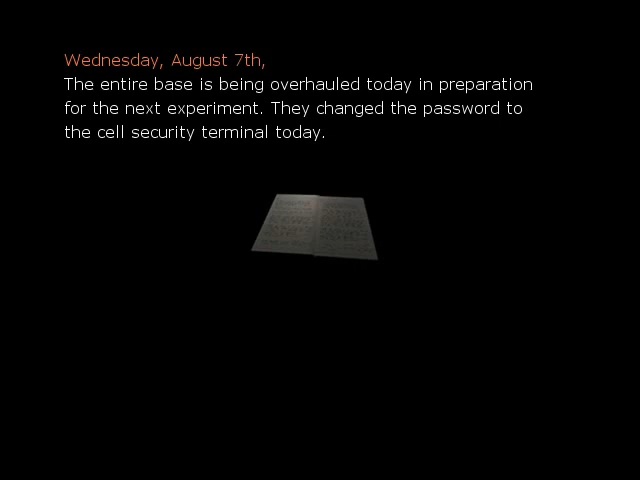 Wednesday, August 7th,
The entire base is being overhauled today in preparation
for the next experiment. They changed the password to
the cell security terminal today.